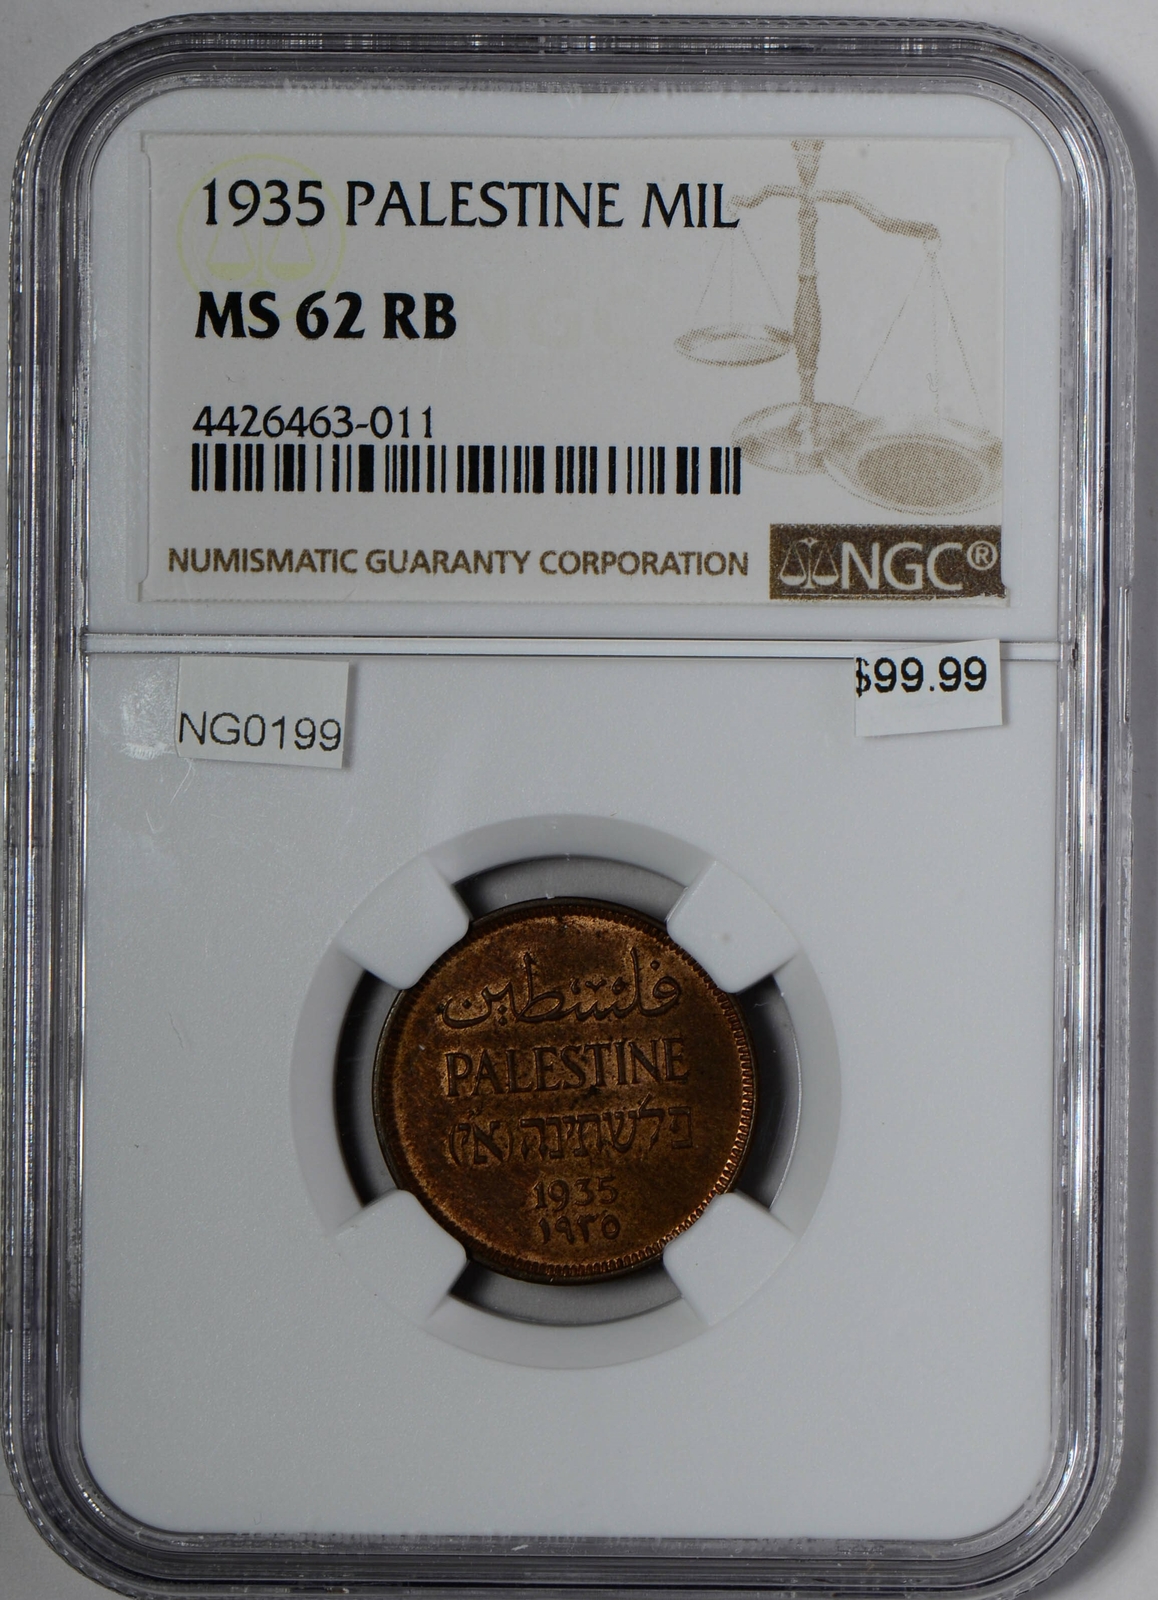 1935 PALESTINE MIL
MS 62 RB
4426463-011
NUMISMATIC GUARANTY CORPORATION
NGC®
NG0199
$99.99
فلسطين
PALESTINE
פלשתינה (א״י)
1935
١٩٣٥